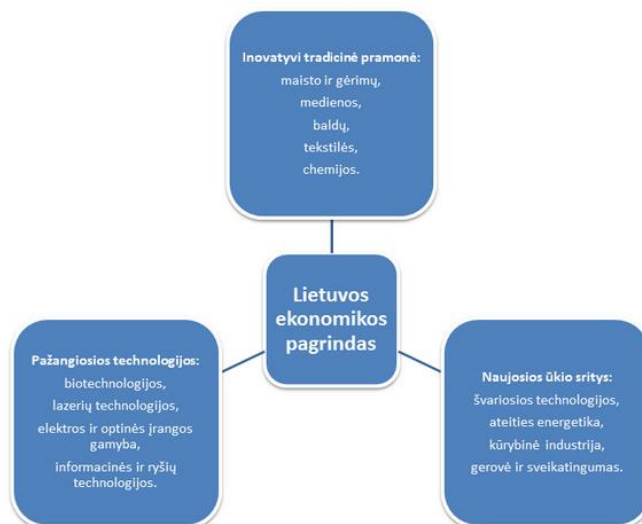 Inovatyvi tradicinė pramonė:
maisto ir gėrimų,
medienos,
baldų,
tekstilės,
chemijos.
Lietuvos
ekonomikos
pagrindas
Pažangiosios technologijos:
biotechnologijos,
lazerių technologijos,
elektros ir optinės įrangos
gamyba,
informacinės ir ryšių
technologijos.
Naujosios ūkio sritys:
švariosios technologijos,
ateities energetika,
kūrybinė industrija,
gerovė ir sveikatingumas.